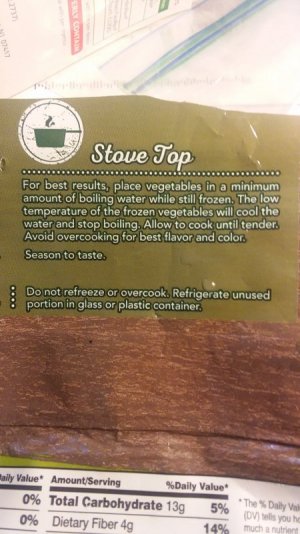 Stove Top
For best results, place vegetables in a minimum
amount of boiling water while still frozen. The low
temperature of the frozen vegetables will cool the
water and stop boiling. Allow to cook until tender.
Avoid overcooking for best flavor and color.
Season to taste.
Do not refreeze or overcook. Refrigerate unused
portion in glass or plastic container.
Daily Value* Amount/Serving %Daily Value*
0% Total Carbohydrate 13g 5%
0% Dietary Fiber 4g 14%
*The % Daily
(DV) tells you
much a nutrient